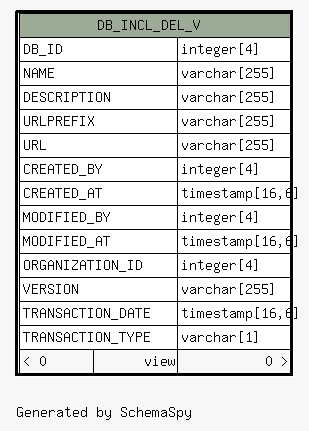 DB_INCL_DEL_V
DB_ID integer[4]
NAME varchar[255]
DESCRIPTION varchar[255]
URLPREFIX varchar[255]
URL varchar[255]
CREATED_BY integer[4]
CREATED_AT timestamp[16,6]
MODIFIED_BY integer[4]
MODIFIED_AT timestamp[16,6]
ORGANIZATION_ID integer[4]
VERSION varchar[255]
TRANSACTION_DATE timestamp[16,6]
TRANSACTION_TYPE varchar[1]
< 0 view 0 >
Generated by SchemaSpy